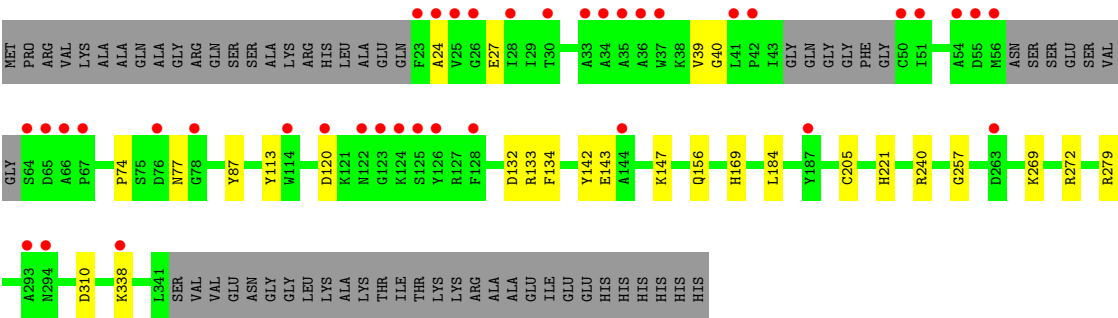 MET PRO ARG VAL LYS ALA ALA GLN ALA GLY ARG GLN SER SER ALA LYS ARG HIS LEU ALA GLU GLN F23 A24 V25 G26 E27 I28 I29 T30 A33 A34 A35 A36 W37 K38 V39 G40 L41 P42 I43 GLY GLN GLY GLY PHE GLY C50 I51 A54 D55 M56 ASN SER SER GLU SER VAL
GLY S64 D65 A66 P67 P74 S75 D76 N77 G78 Y87 Y113 W114 D120 K121 N122 G123 K124 S125 Y126 R127 F128 D132 R133 F134 Y142 E143 A144 K147 Q156 H169 L184 Y187 C205 H221 R240 G257 D263 K269 R272 R279
A293 N294 D310 K338 L341 SER VAL VAL GLU ASN GLY GLY LEU LYS ALA LYS THR ILE THR LYS LYS ARG ALA ALA GLU ILE GLU GLU HIS HIS HIS HIS HIS HIS